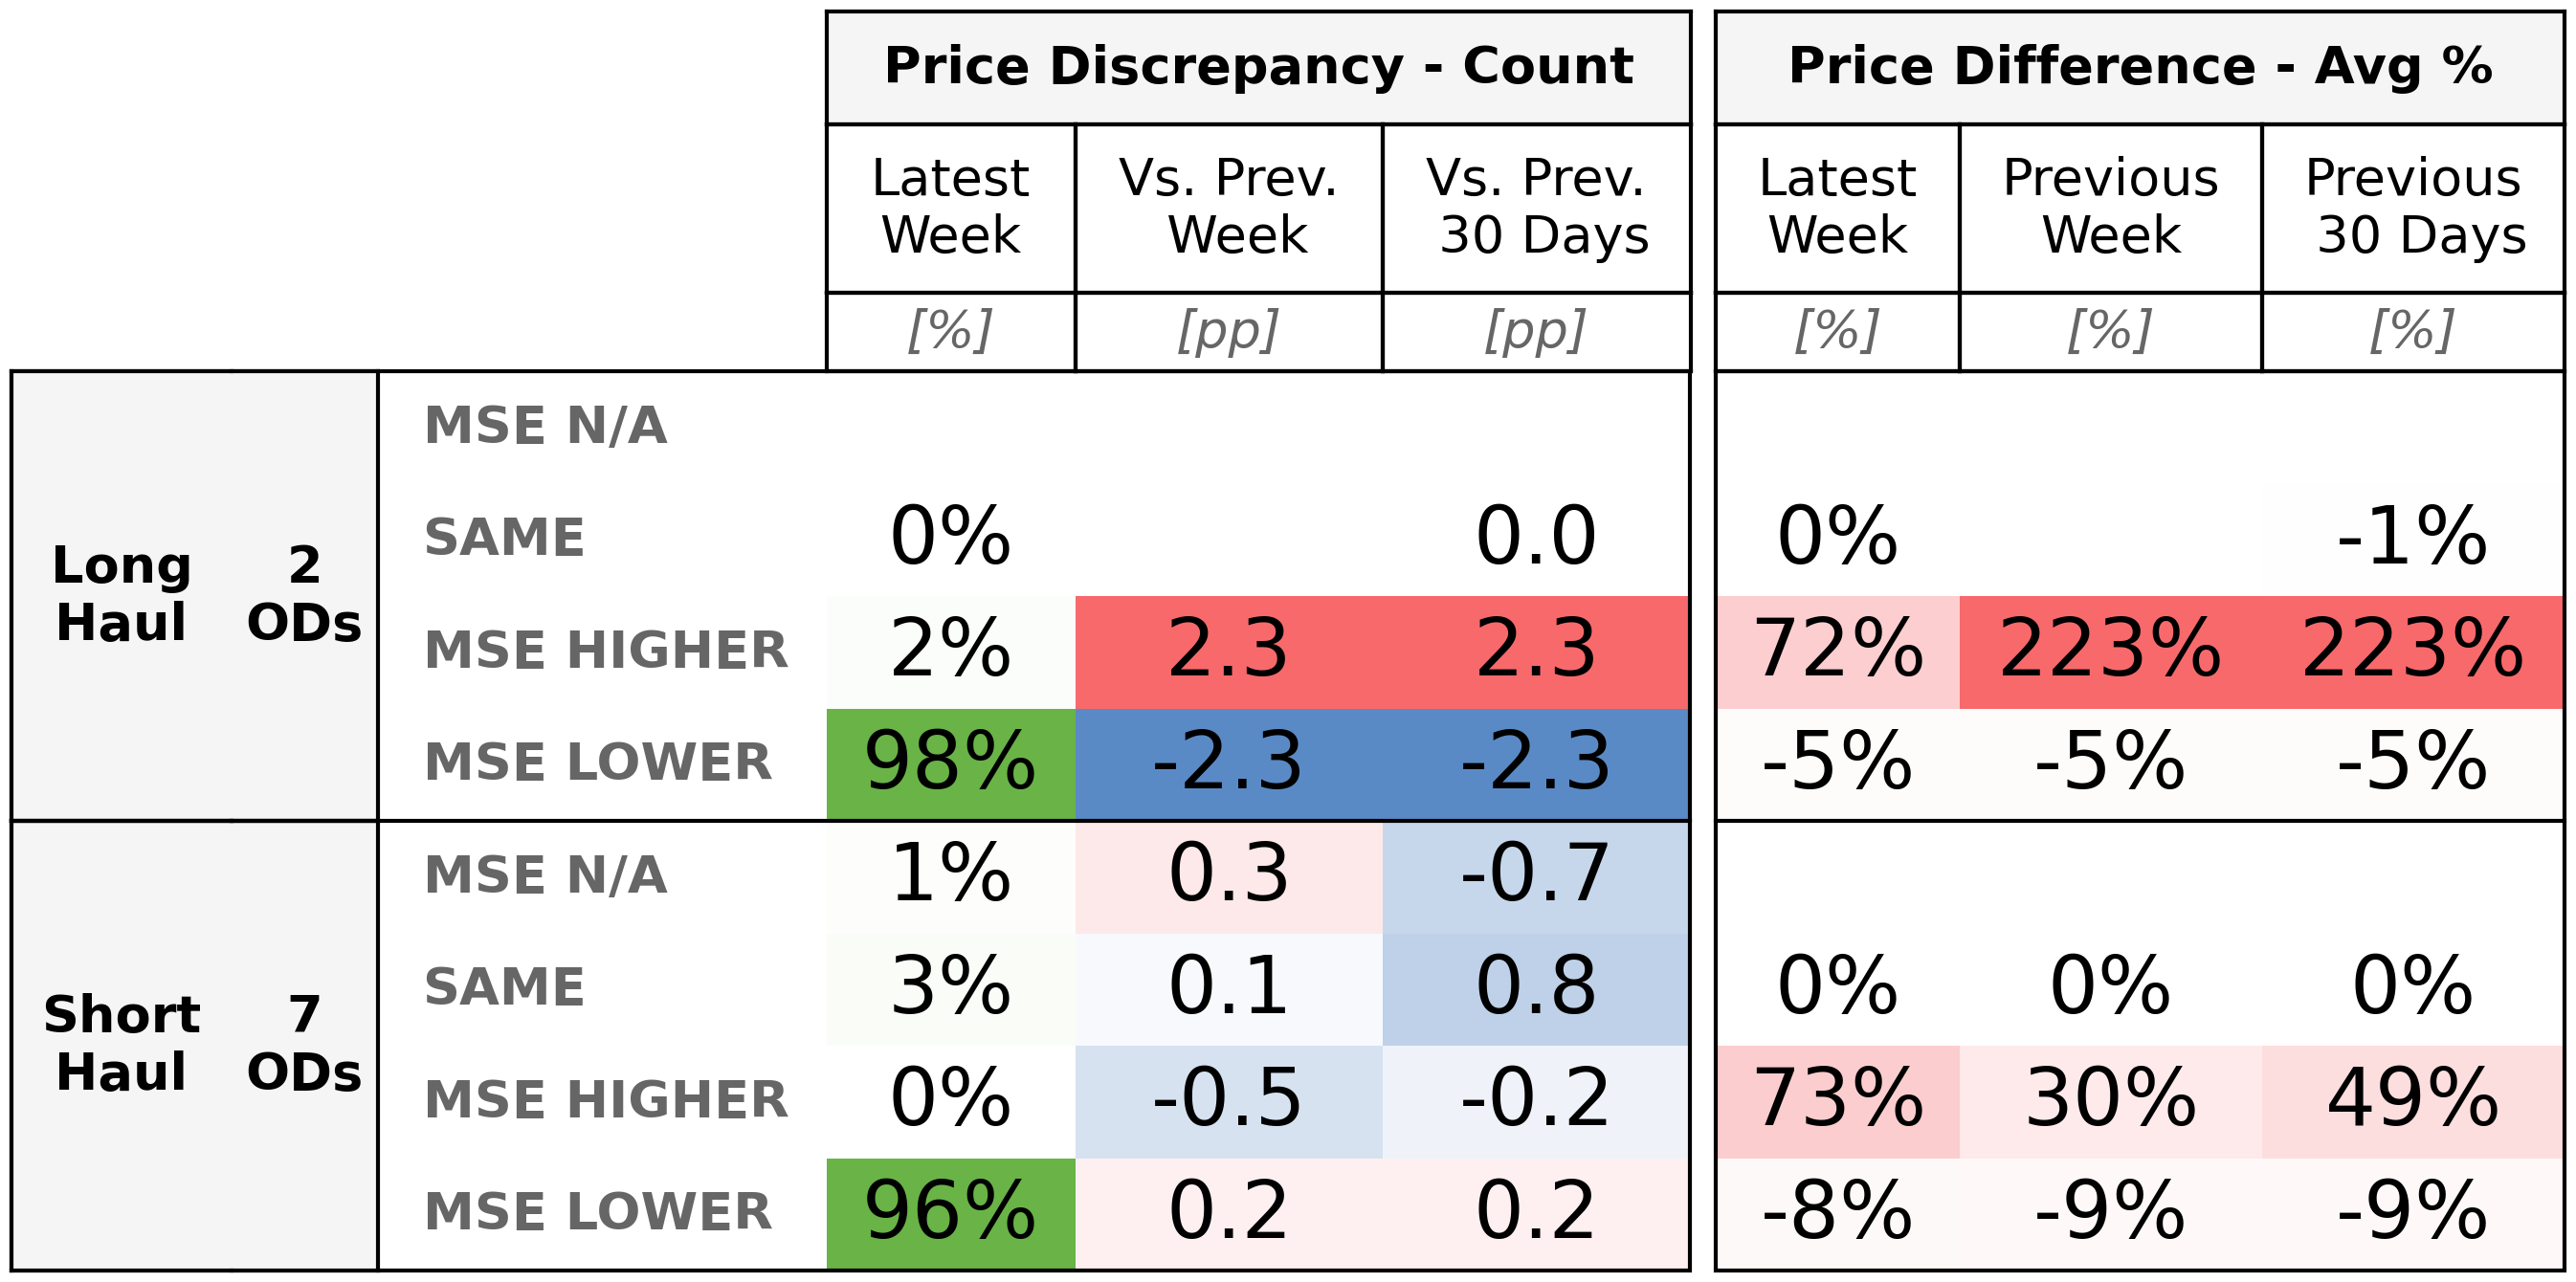 Price Discrepancy - Count Price Difference - Avg %
Latest Week Vs. Prev. Week Vs. Prev. 30 Days Latest Week Previous Week Previous 30 Days
[%] [pp] [pp] [%] [%] [%]
Long Haul 2 ODs
MSE N/A
SAME 0% 0.0 0% -1%
MSE HIGHER 2% 2.3 2.3 72% 223% 223%
MSE LOWER 98% -2.3 -2.3 -5% -5% -5%
Short Haul 7 ODs
MSE N/A 1% 0.3 -0.7
SAME 3% 0.1 0.8 0% 0% 0%
MSE HIGHER 0% -0.5 -0.2 73% 30% 49%
MSE LOWER 96% 0.2 0.2 -8% -9% -9%